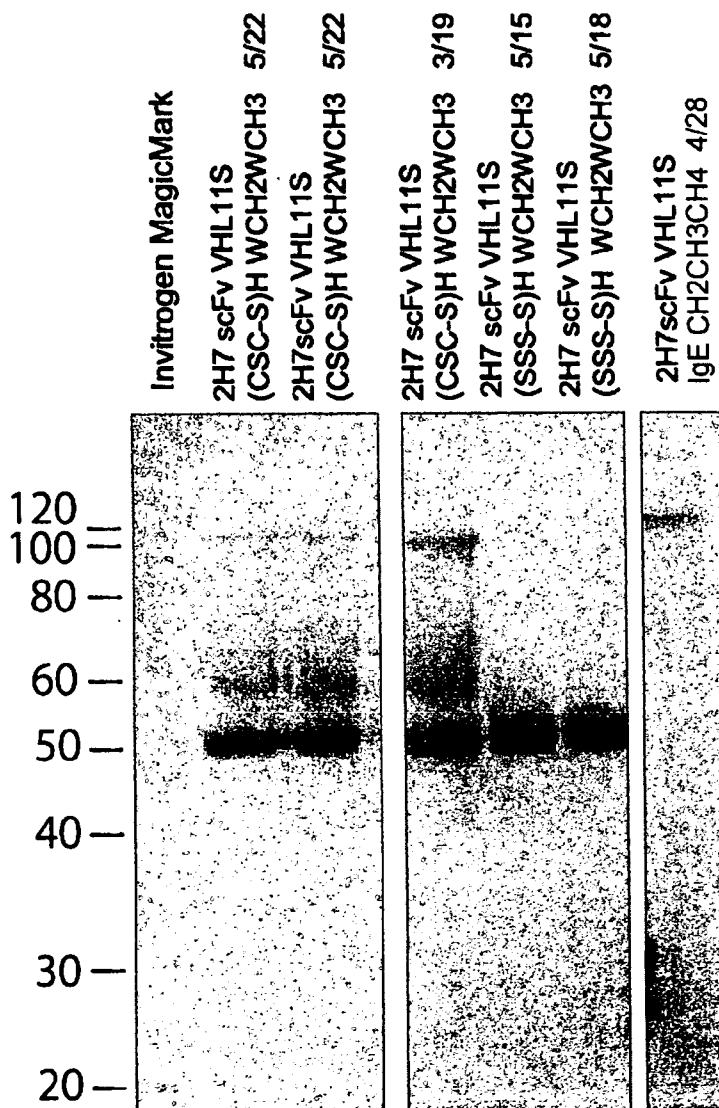 Invitrogen MagicMark
2H7 scFv VHL11S
(CSC-S)H WCH2WCH3 5/22
2H7scFv VHL11S
(CSC-S)H WCH2WCH3 5/22
2H7 scFv VHL11S
(CSC-S)H WCH2WCH3 3/19
2H7 scFv VHL11S
(SSS-S)H WCH2WCH3 5/15
2H7 scFv VHL11S
(SSS-S)H WCH2WCH3 5/18
2H7scFv VHL11S
IgE CH2CH3CH4 4/28
120
100
80
60
50
40
30
20